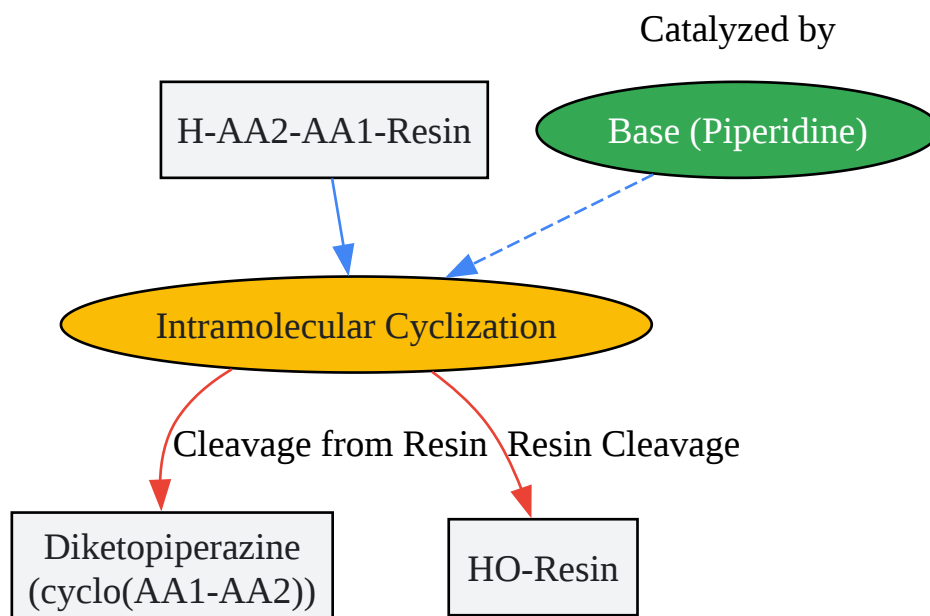 Catalyzed by
H-AA2-AA1-Resin
Base (Piperidine)
Intramolecular Cyclization
Cleavage from Resin
Resin Cleavage
Diketopiperazine
(cyclo(AA1-AA2))
HO-Resin